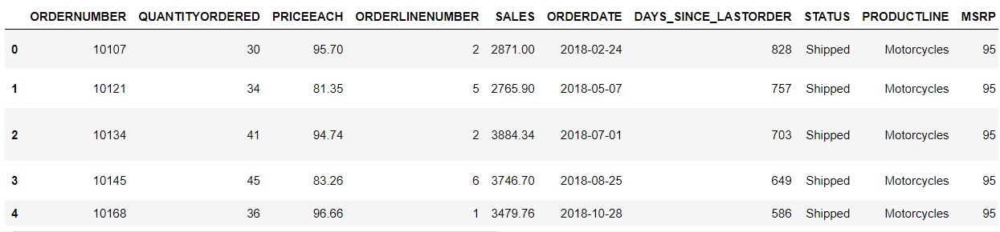 ORDERNUMBER QUANTITYORDERED PRICEEACH ORDERLINENUMBER SALES ORDERDATE DAYS_SINCE_LASTORDER STATUS PRODUCTLINE MSRP
0 10107 30 95.70 2 2871.00 2018-02-24 828 Shipped Motorcycles 95
1 10121 34 81.35 5 2765.90 2018-05-07 757 Shipped Motorcycles 95
2 10134 41 94.74 2 3884.34 2018-07-01 703 Shipped Motorcycles 95
3 10145 45 83.26 6 3746.70 2018-08-25 649 Shipped Motorcycles 95
4 10168 36 96.66 1 3479.76 2018-10-28 586 Shipped Motorcycles 95